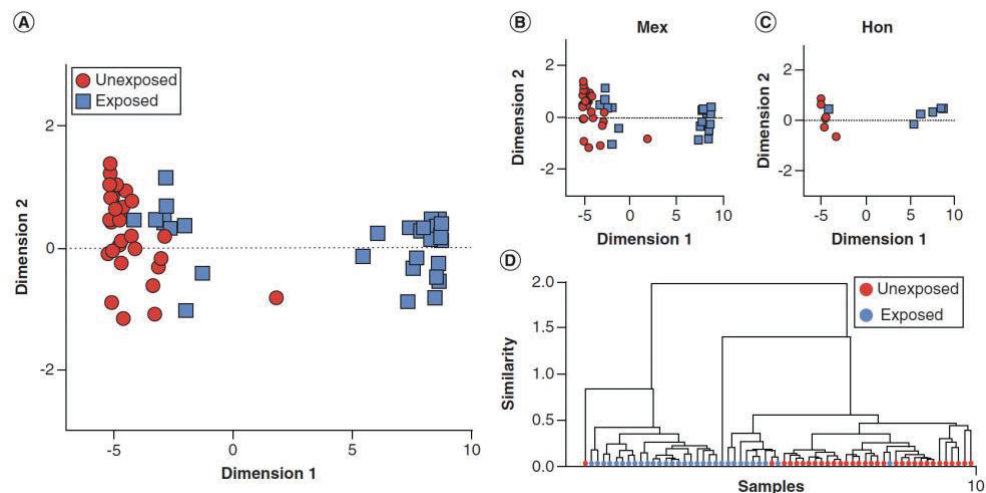 A
Dimension 2
2
0
-2
Unexposed
Exposed
-5
0
5
10
Dimension 1
B
Mex
Dimension 2
2
0
-2
-5
0
5
10
Dimension 1
C
Hon
Dimension 2
2
0
-2
-5
0
5
10
Dimension 1
D
Similarity
2.0
1.5
1.0
0.5
0.0
Unexposed
Exposed
Samples
10